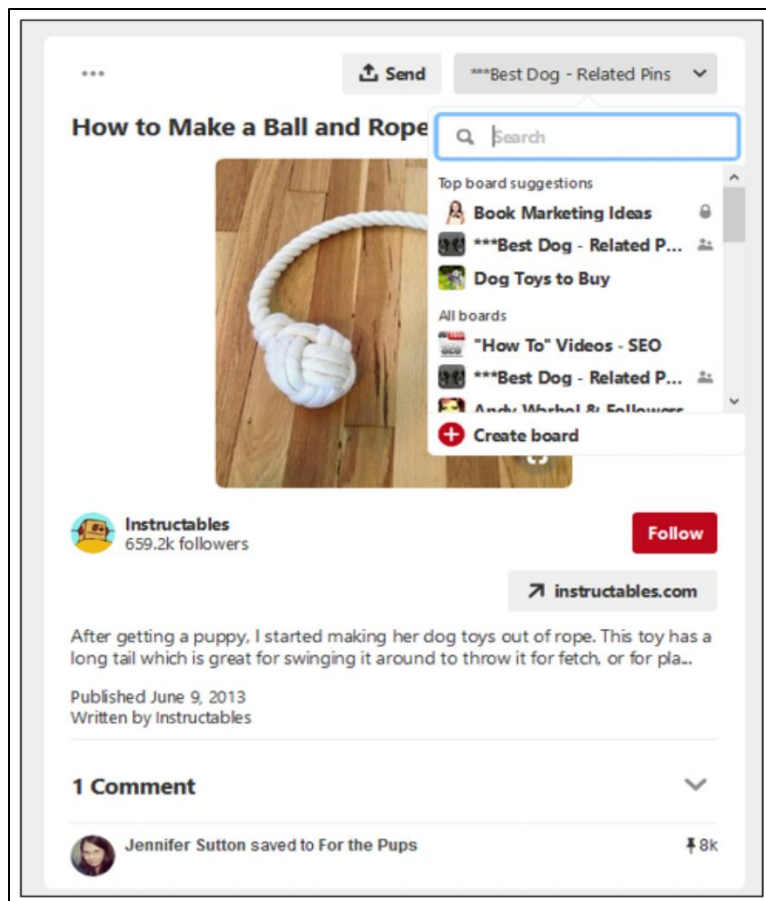 Send
***Best Dog - Related Pins
How to Make a Ball and Rope
Search
Top board suggestions
Book Marketing Ideas
***Best Dog - Related P...
Dog Toys to Buy
All boards
"How To" Videos - SEO
***Best Dog - Related P...
Andy Warhol & Followers
Create board
Instructables
659.2k followers
Follow
instructables.com
After getting a puppy, I started making her dog toys out of rope. This toy has a
long tail which is great for swinging it around to throw it for fetch, or for pla...
Published June 9, 2013
Written by Instructables
1 Comment
Jennifer Sutton saved to For the Pups
8k